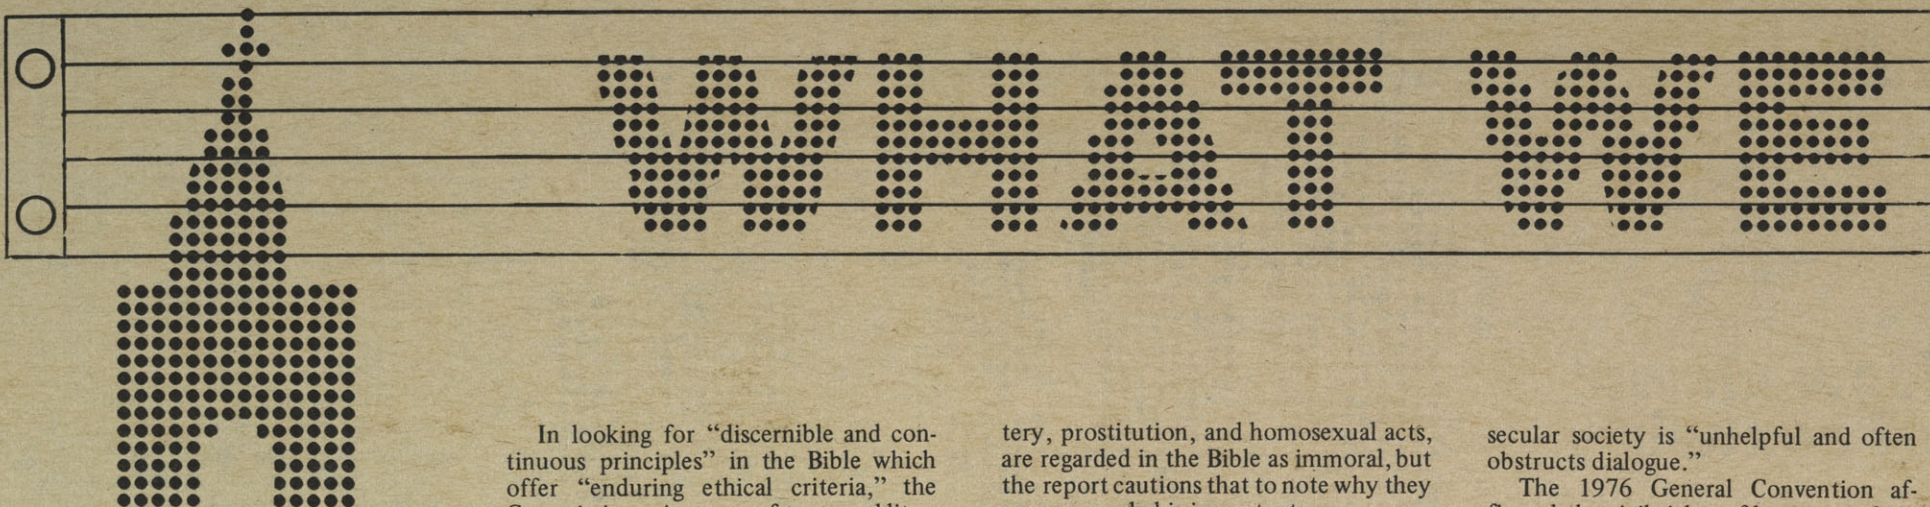 WHAT WE
In looking for “discernible and con-
tinuous principles” in the Bible which
offer “enduring ethical criteria,” the
tery, prostitution, and homosexual acts,
are regarded in the Bible as immoral, but
the report cautions that to note why they
secular society is “unhelpful and often
obstructs dialogue.”
The 1976 General Convention af-